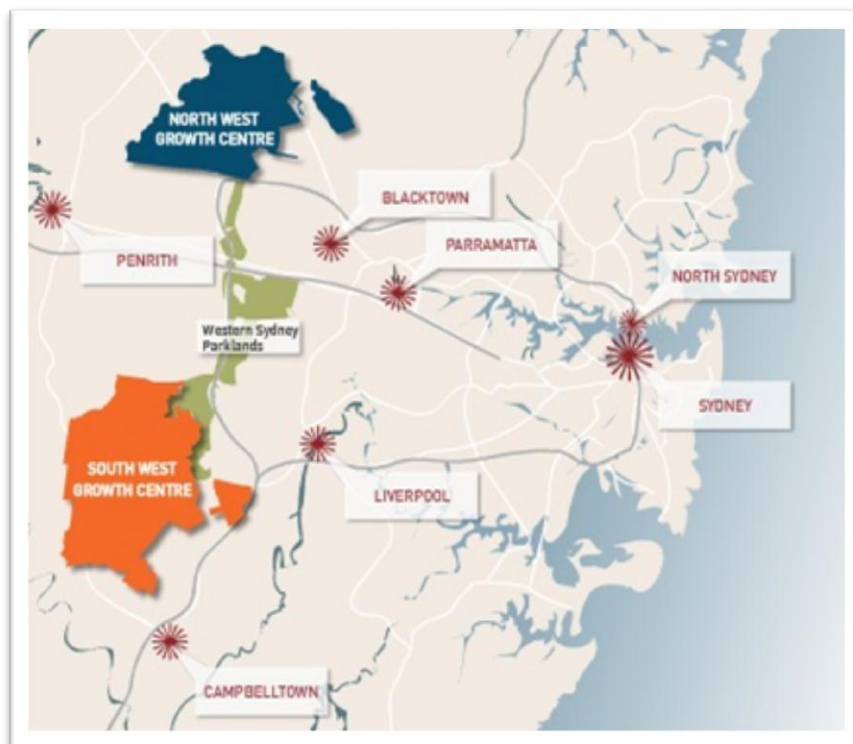 NORTH WEST
GROWTH CENTRE
BLACKTOWN
PARRAMATTA
PENRITH
NORTH SYDNEY
Western Sydney
Parklands
SYDNEY
SOUTH WEST
GROWTH CENTRE
LIVERPOOL
CAMPBELLTOWN